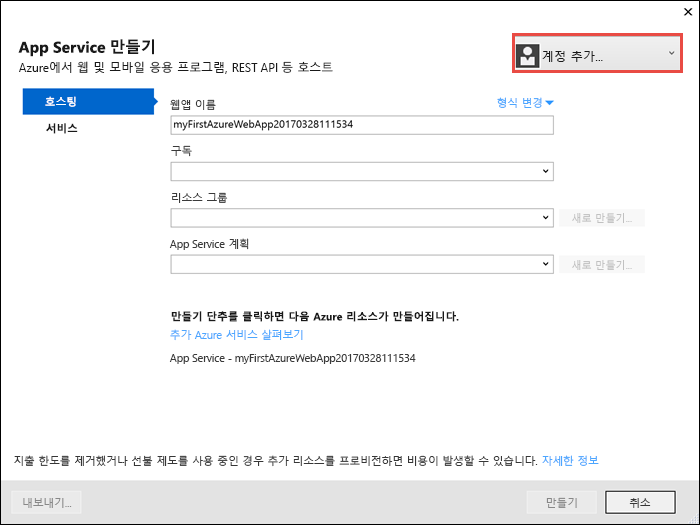 App Service 만들기
Azure에서 웹 및 모바일 응용 프로그램, REST API 등 호스트
계정 추가...
호스팅
서비스
웹앱 이름
형식 변경
myFirstAzureWebApp20170328111534
구독
리소스 그룹
새로 만들기...
App Service 계획
새로 만들기...
만들기 단추를 클릭하면 다음 Azure 리소스가 만들어집니다.
추가 Azure 서비스 살펴보기
App Service - myFirstAzureWebApp20170328111534
지출 한도를 제거했거나 선불 제도를 사용 중인 경우 추가 리소스를 프로비전하면 비용이 발생할 수 있습니다. 자세한 정보
내보내기...
만들기
취소